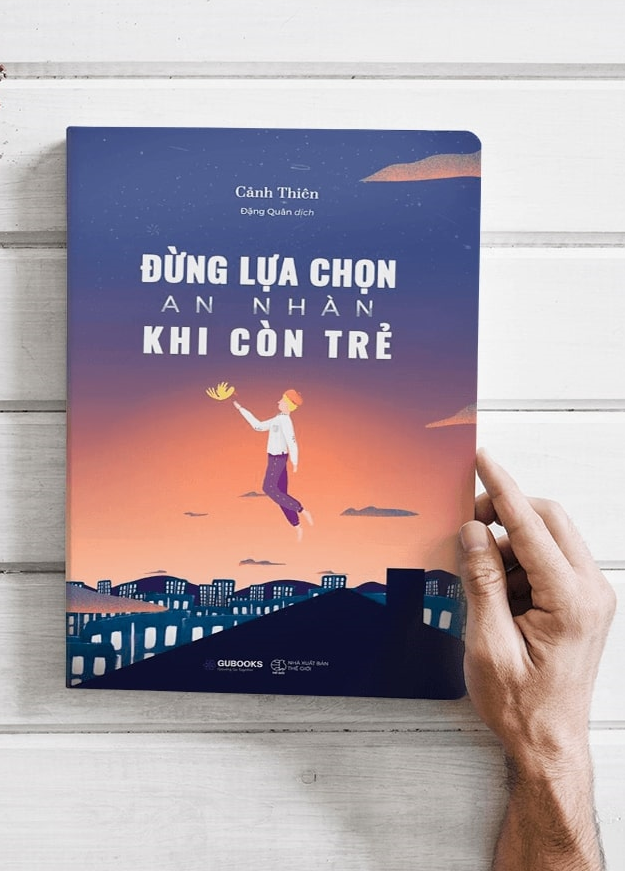 Cảnh Thiên
Đặng Quân dịch
ĐỪNG LỰA CHỌN
AN NHÀN
KHI CÒN TRẺ
GUBOOKS
NHÀ XUẤT BẢN
THẾ GIỚI